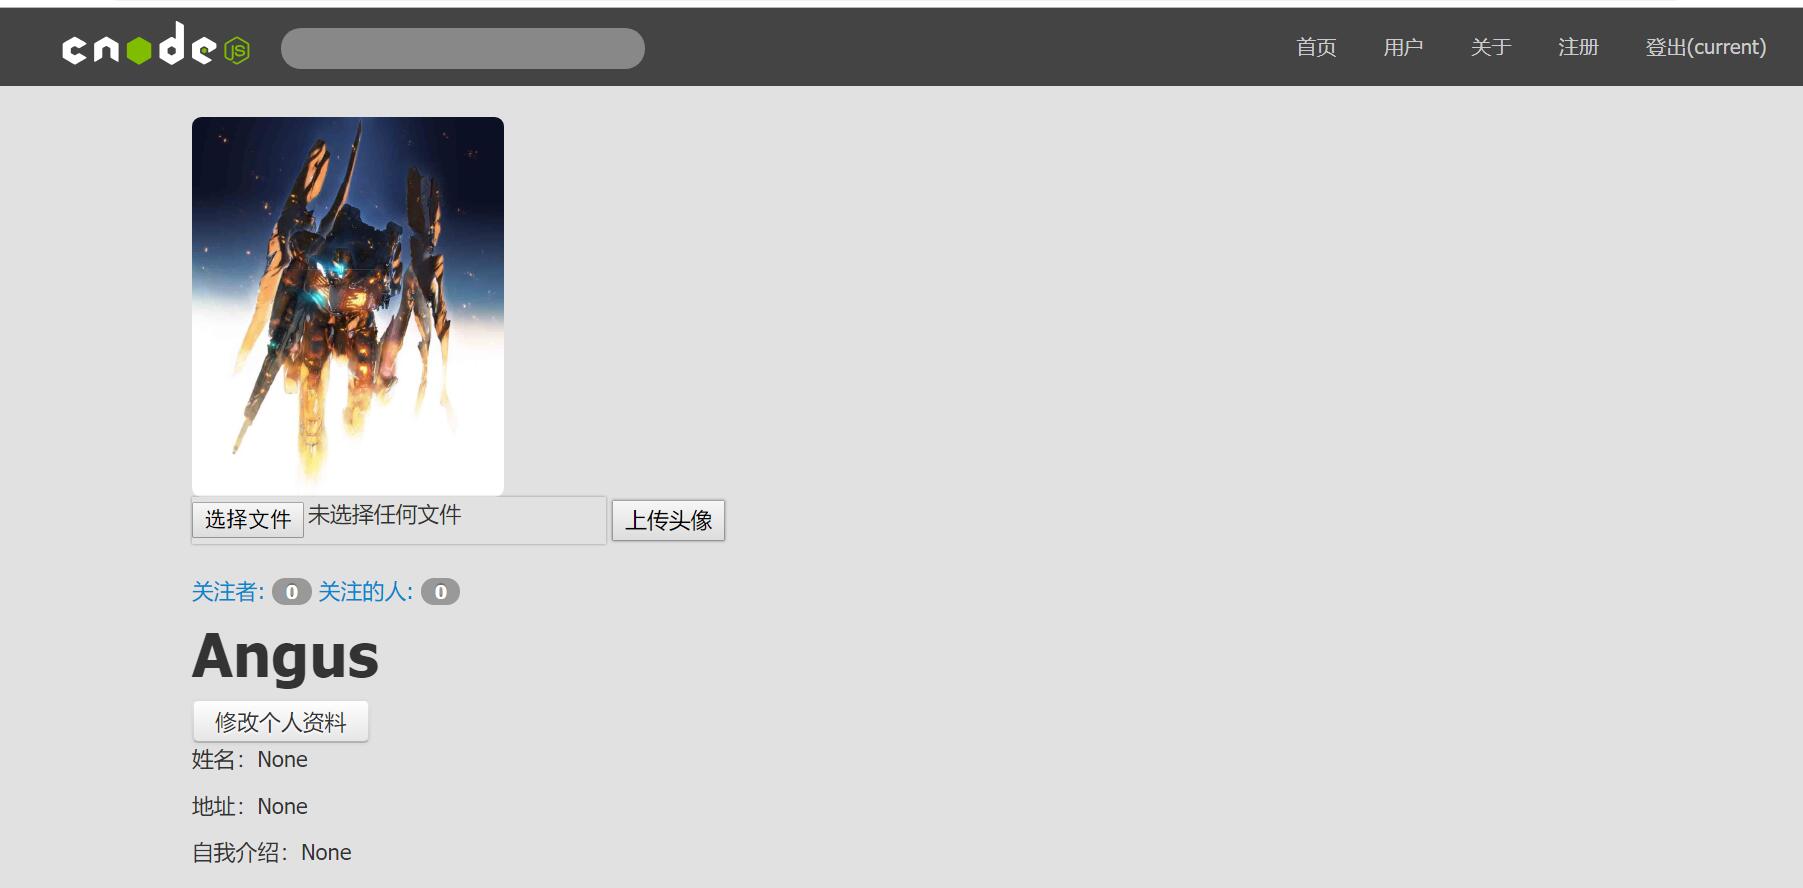 cnode JS
首页 用户 关于 注册 登出(current)
选择文件 未选择任何文件 上传头像
关注者: 0 关注的人: 0
Angus
修改个人资料
姓名：None
地址：None
自我介绍：None